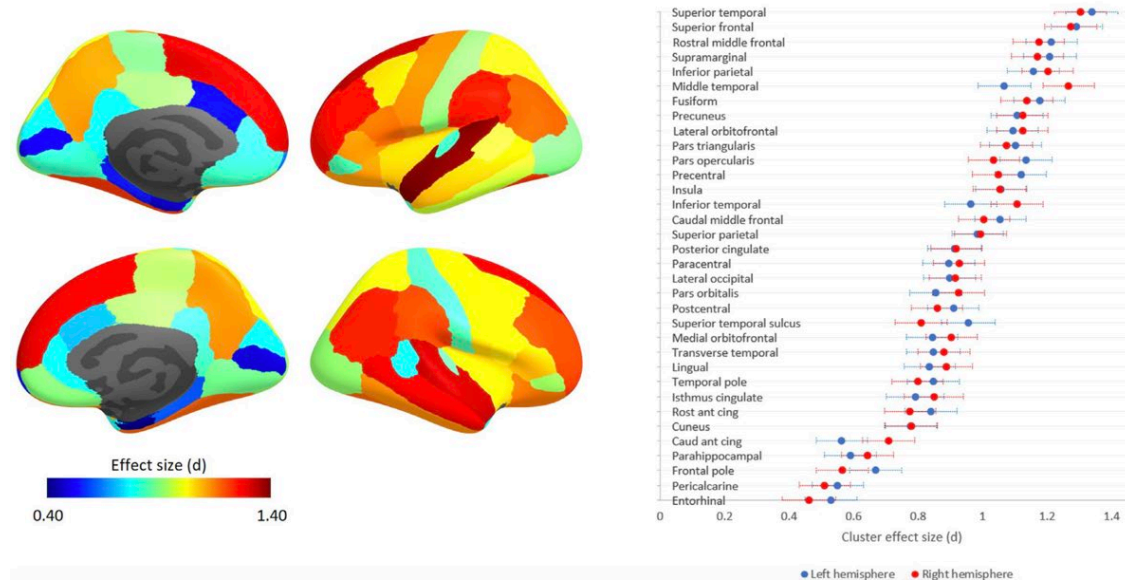 Effect size (d)
0.40 1.40
Superior temporal
Superior frontal
Rostral middle frontal
Supramarginal
Inferior parietal
Middle temporal
Fusiform
Precuneus
Lateral orbitofrontal
Pars triangularis
Pars opercularis
Precentral
Insula
Inferior temporal
Caudal middle frontal
Superior parietal
Posterior cingulate
Paracentral
Lateral occipital
Pars orbitalis
Postcentral
Superior temporal sulcus
Medial orbitofrontal
Transverse temporal
Lingual
Temporal pole
Isthmus cingulate
Rost ant cing
Cuneus
Caud ant cing
Parahippocampal
Frontal pole
Pericalcarine
Entorhinal
0 0.2 0.4 0.6 0.8 1 1.2 1.4
Cluster effect size (d)
Left hemisphere Right hemisphere